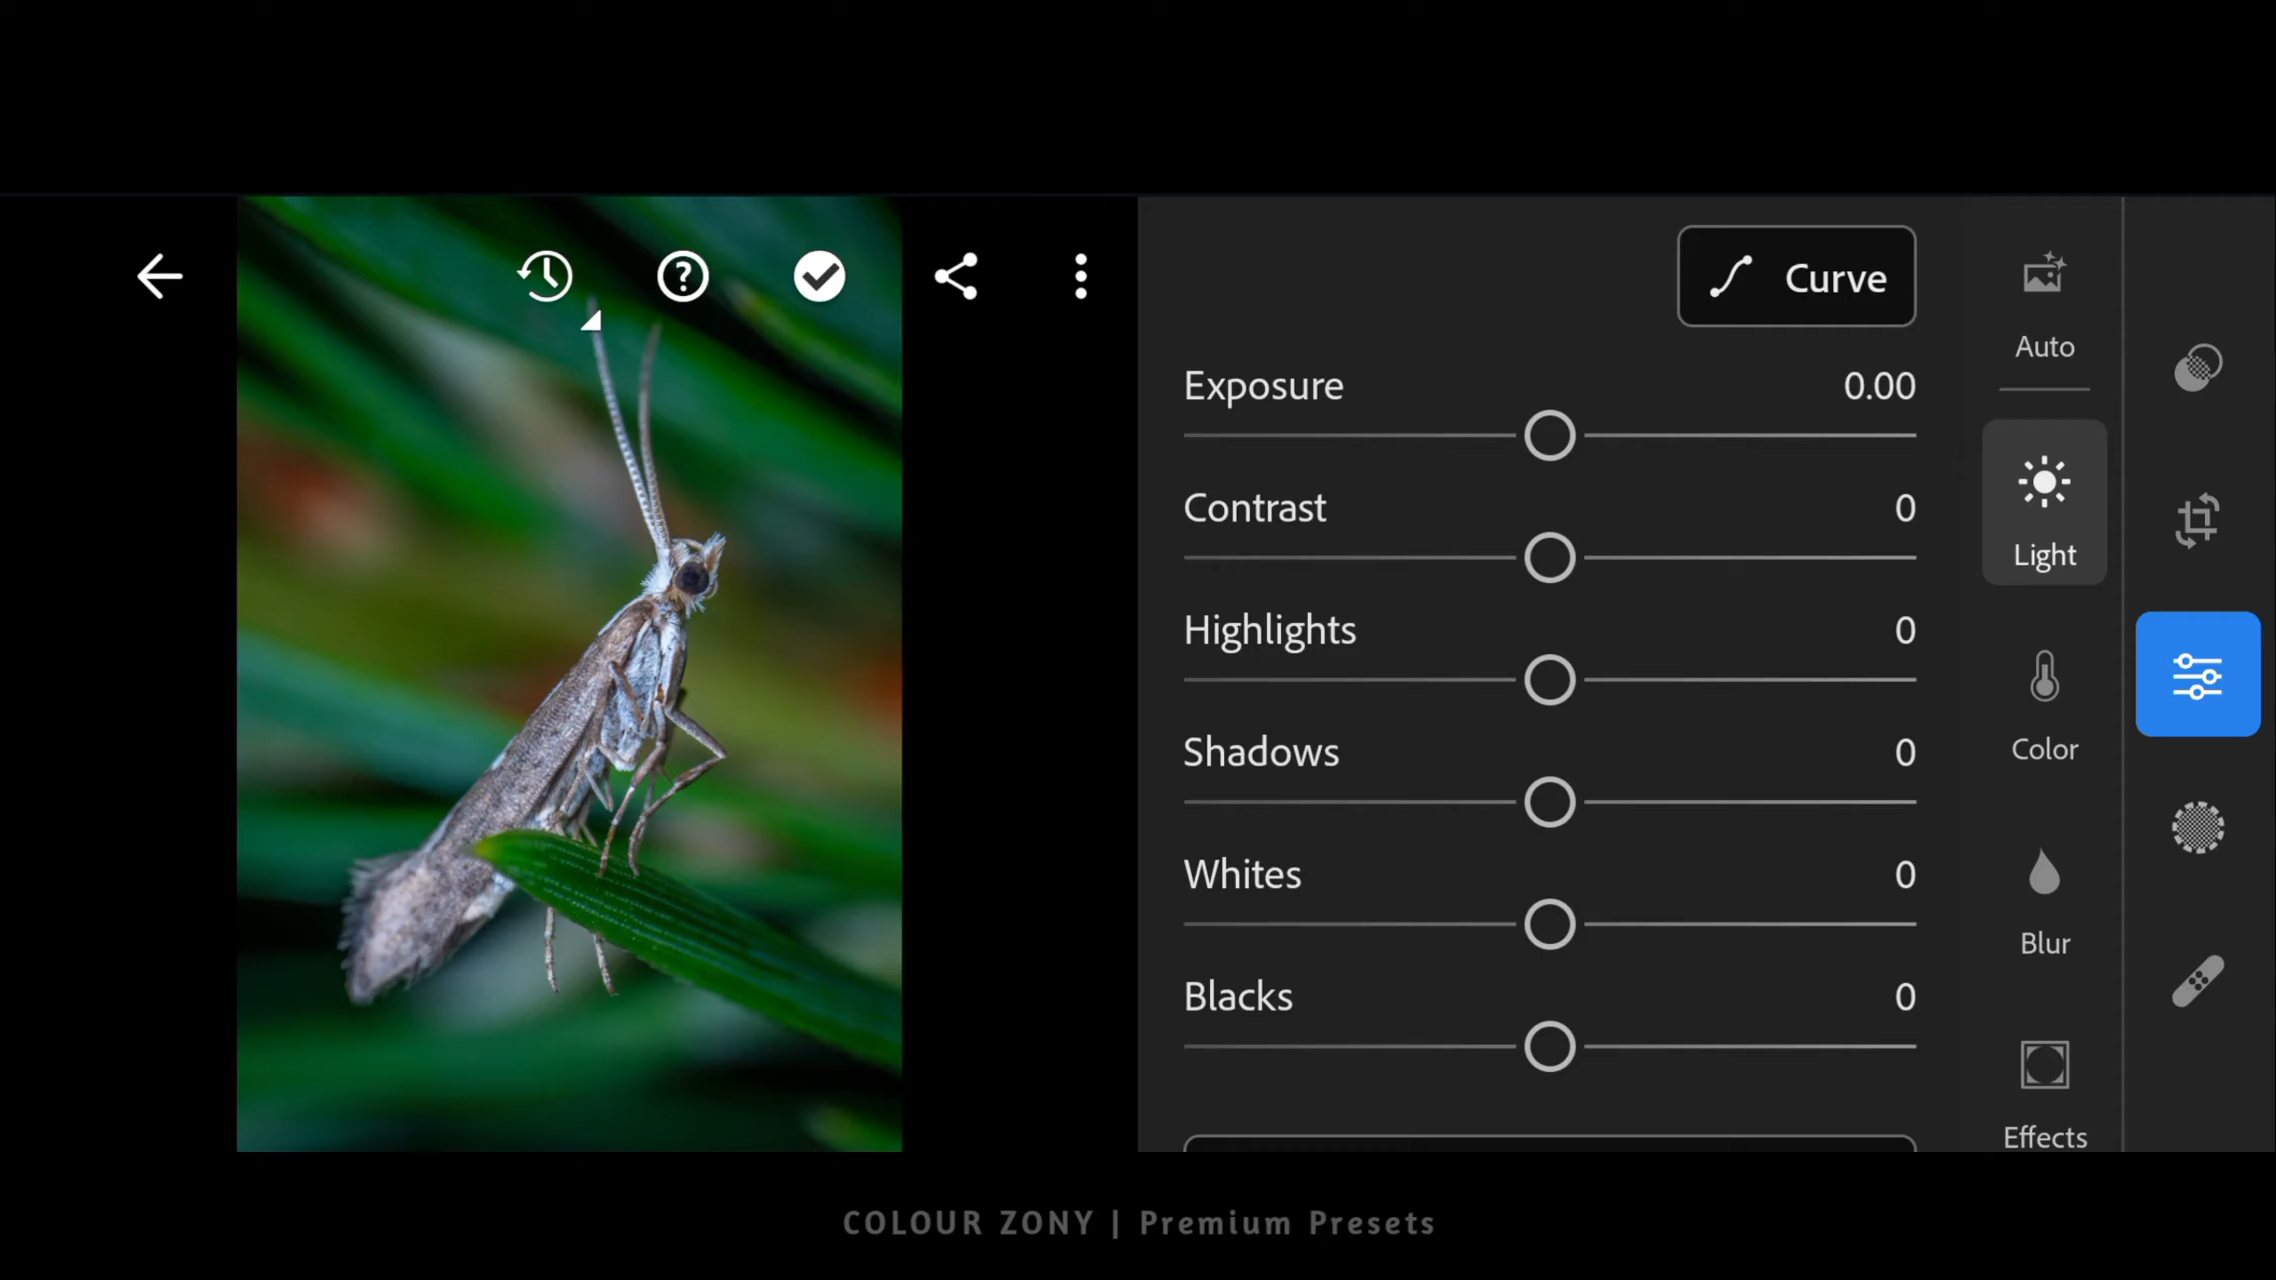 Curve
Auto
Exposure 0.00
Contrast 0
Light
Highlights 0
Shadows 0
Color
Whites 0
Blur
Blacks 0
Effects
COLOUR ZONY | Premium Presets